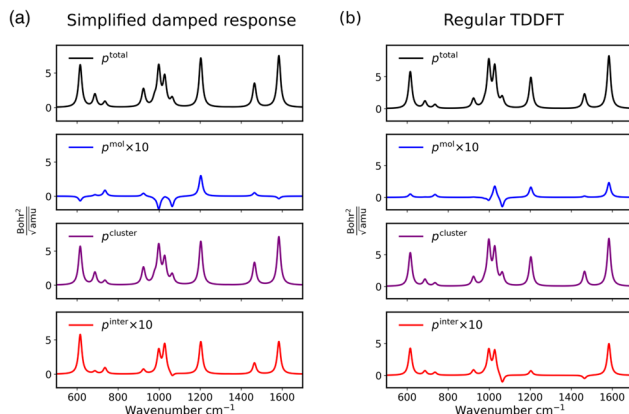 (a) Simplified damped response
(b) Regular TDDFT
p^total
5
0
p^mol×10
5
0
p^cluster
5
0
p^inter×10
5
0
Bohr²/√amu
600 800 1000 1200 1400 1600
Wavenumber cm⁻¹
p^total
5
0
p^mol×10
5
0
p^cluster
5
0
p^inter×10
5
0
Bohr²/√amu
600 800 1000 1200 1400 1600
Wavenumber cm⁻¹